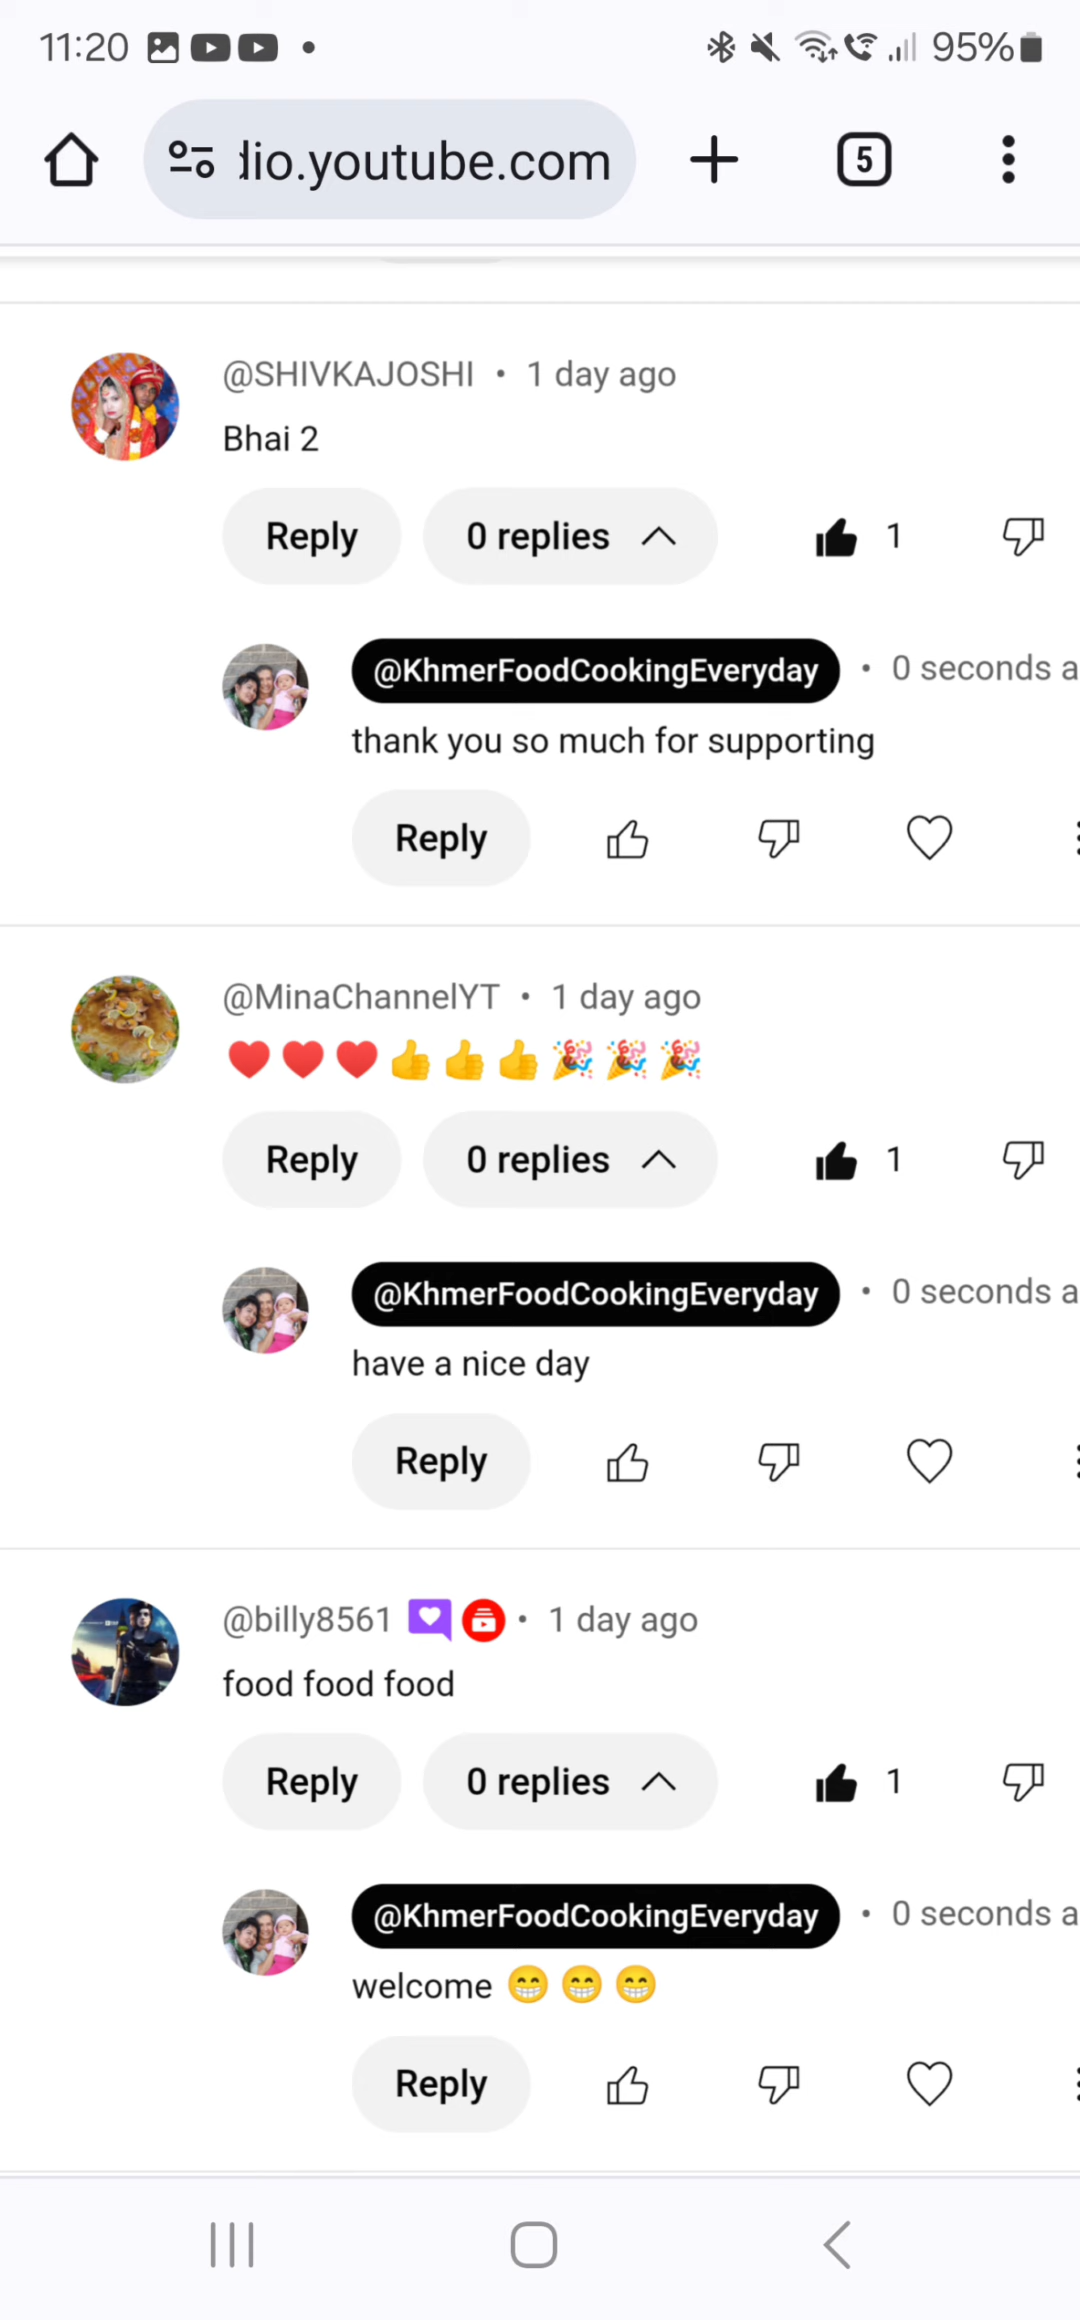 11:20
95%
dio.youtube.com
5
@SHIVKAJOSHI • 1 day ago
Bhai 2
Reply
0 replies
1
@KhmerFoodCookingEveryday • 0 seconds a
thank you so much for supporting
Reply
@MinaChannelYT • 1 day ago
❤️❤️❤️👍👍👍🎉🎉🎉
Reply
0 replies
1
@KhmerFoodCookingEveryday • 0 seconds a
have a nice day
Reply
@billy8561 • 1 day ago
food food food
Reply
0 replies
1
@KhmerFoodCookingEveryday • 0 seconds a
welcome 😁😁😁
Reply